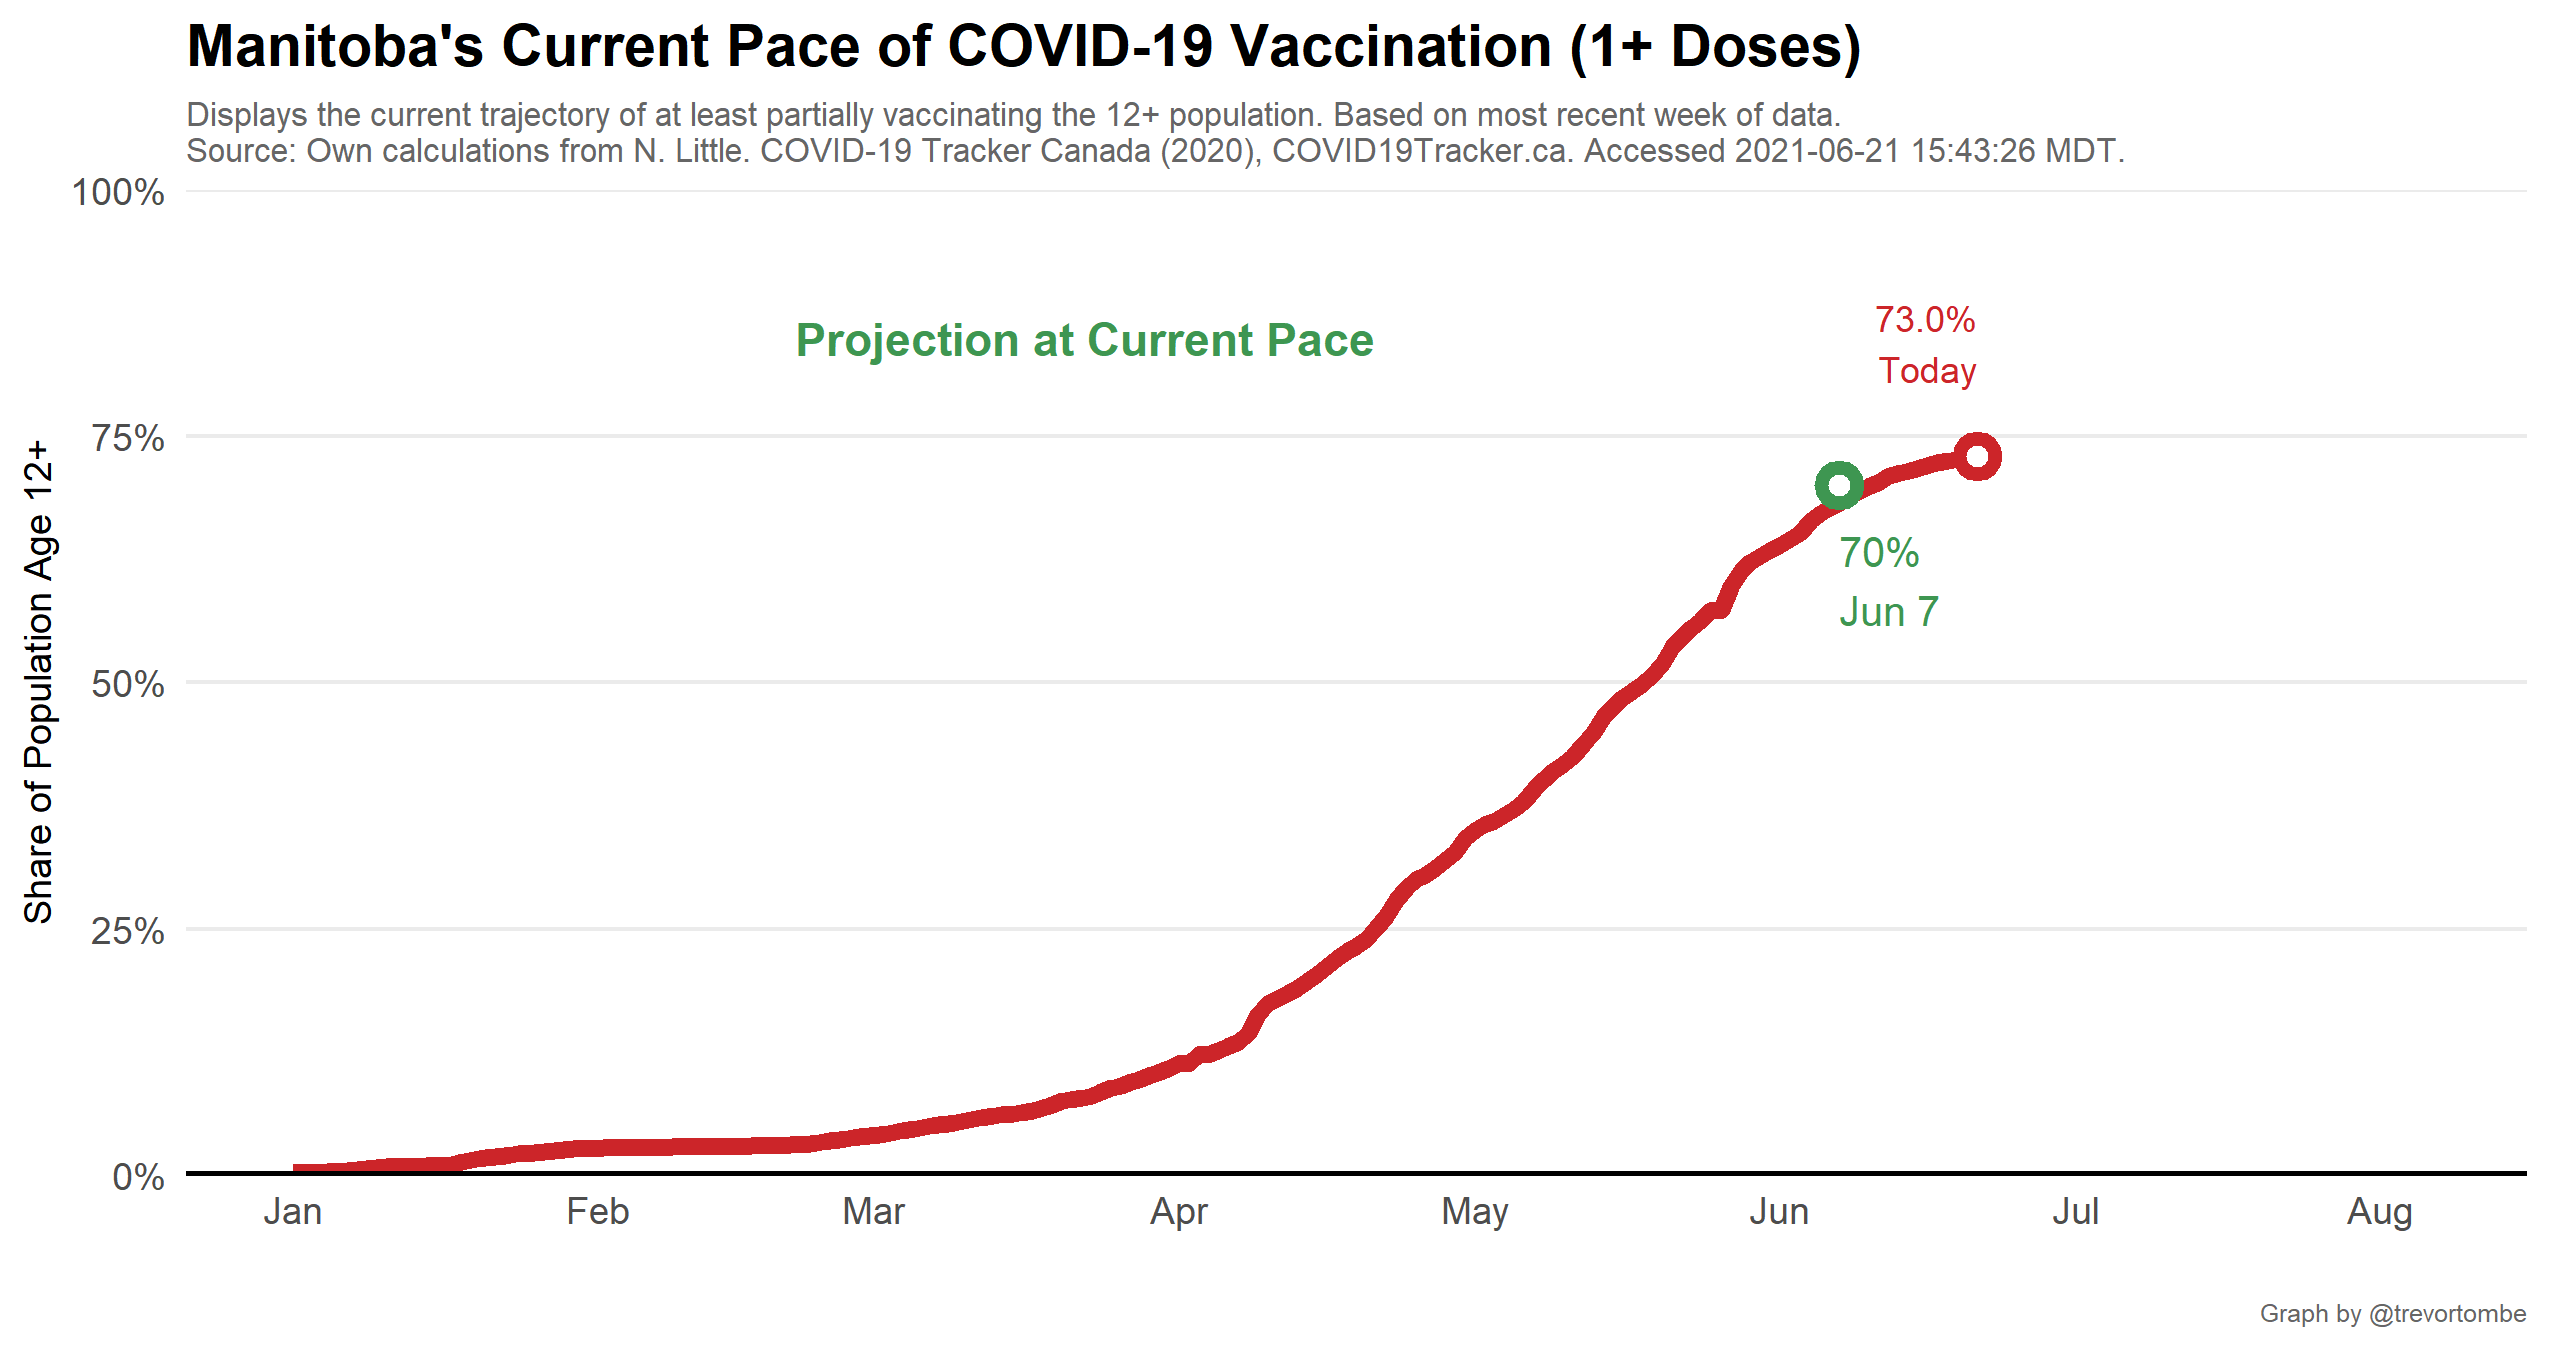 Manitoba's Current Pace of COVID-19 Vaccination (1+ Doses)
Displays the current trajectory of at least partially vaccinating the 12+ population. Based on most recent week of data.
Source: Own calculations from N. Little. COVID-19 Tracker Canada (2020), COVID19Tracker.ca. Accessed 2021-06-21 15:43:26 MDT.
100%
75%
50%
25%
0%
Share of Population Age 12+
Projection at Current Pace
73.0%
Today
70%
Jun 7
Jan
Feb
Mar
Apr
May
Jun
Jul
Aug
Graph by @trevortombe